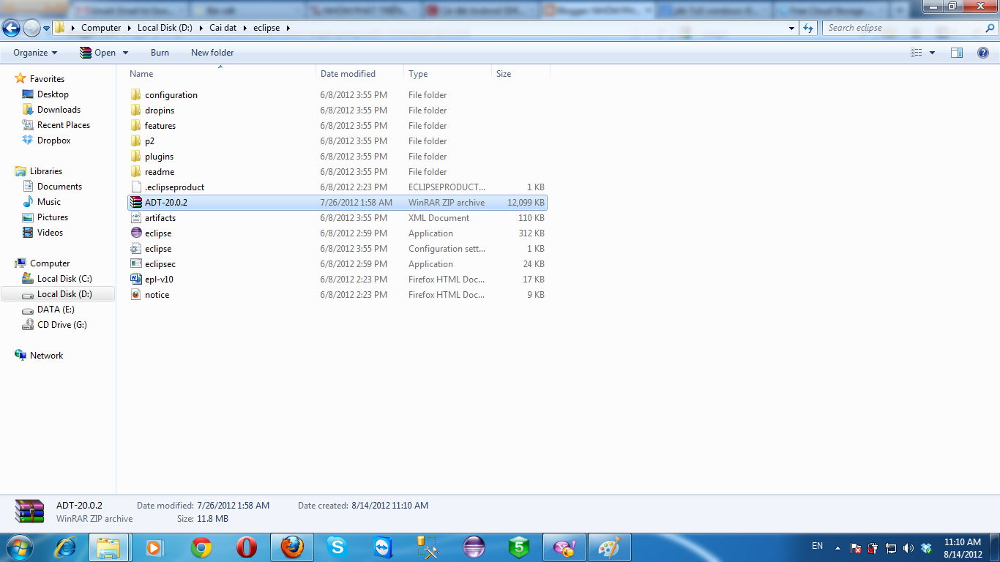 Computer Local Disk (D:) Cai dat eclipse
Search eclipse
Organize Open Burn New folder
Name Date modified Type Size
Favorites
Desktop
Downloads
Recent Places
Dropbox
Libraries
Documents
Music
Pictures
Videos
Computer
Local Disk (C:)
Local Disk (D:)
DATA (E:)
CD Drive (G:)
Network
configuration 6/8/2012 3:55 PM File folder
dropins 6/8/2012 3:55 PM File folder
features 6/8/2012 3:55 PM File folder
p2 6/8/2012 3:55 PM File folder
plugins 6/8/2012 3:55 PM File folder
readme 6/8/2012 3:55 PM File folder
.eclipseproduct 6/8/2012 2:23 PM ECLIPSEPRODUCT... 1 KB
ADT-20.0.2 7/26/2012 1:58 AM WinRAR ZIP archive 12,099 KB
artifacts 6/8/2012 3:55 PM XML Document 110 KB
eclipse 6/8/2012 2:59 PM Application 312 KB
eclipse 6/8/2012 3:55 PM Configuration sett... 1 KB
eclipsec 6/8/2012 2:59 PM Application 24 KB
epl-v10 6/8/2012 2:23 PM Firefox HTML Doc... 17 KB
notice 6/8/2012 2:23 PM Firefox HTML Doc... 9 KB
ADT-20.0.2 Date modified: 7/26/2012 1:58 AM Date created: 8/14/2012 11:10 AM
WinRAR ZIP archive Size: 11.8 MB
5
EN
11:10 AM
8/14/2012